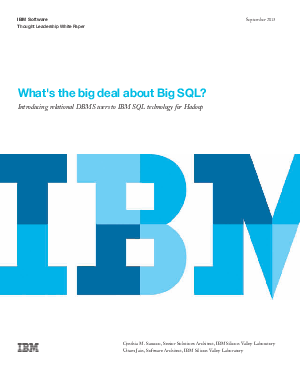 IBM Software
Thought Leadership White Paper
September 2013
What's the big deal about Big SQL?
Introducing relational DBMS users to IBM SQL technology for Hadoop
IBM
IBM
Cynthia M. Saracco, Senior Solutions Architect, IBM Silicon Valley Laboratory
Uttam Jain, Software Architect, IBM Silicon Valley Laboratory